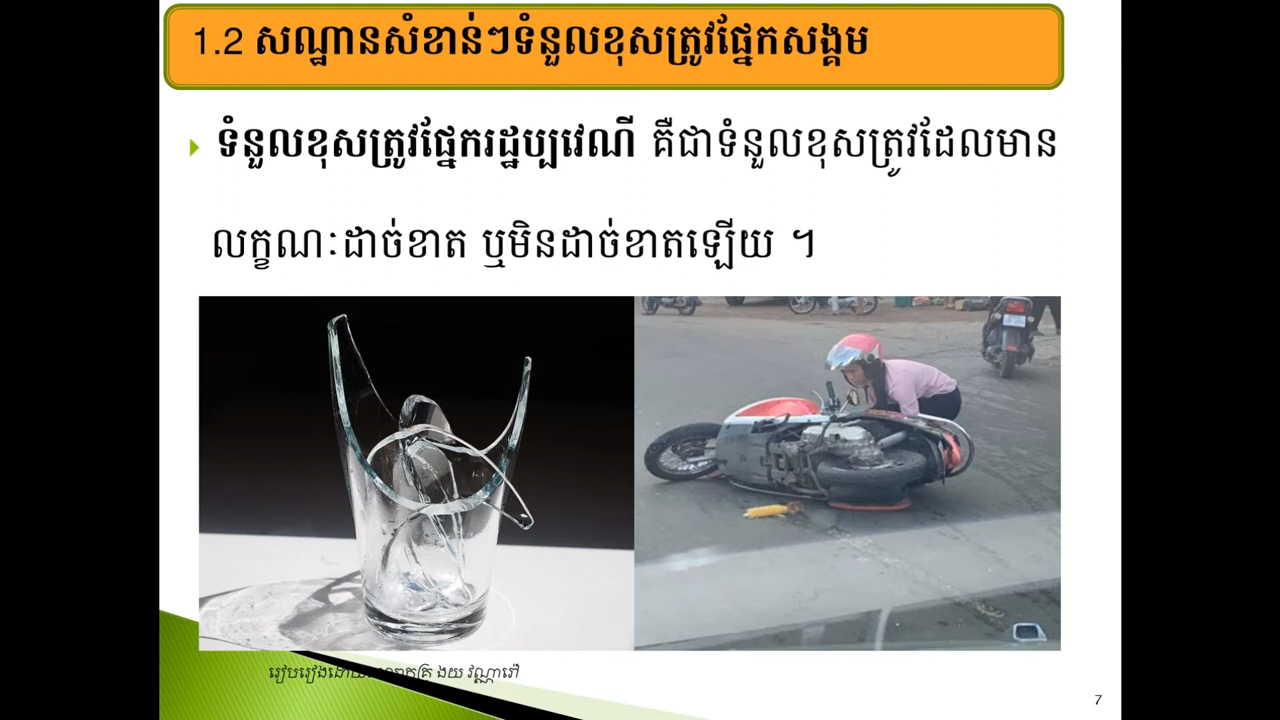 1.2 សណ្ឋានសំខាន់ៗទំនួលខុសត្រូវផ្នែកសង្គម
ទំនួលខុសត្រូវផ្នែករដ្ឋប្បវេណី គឺជាទំនួលខុសត្រូវដែលមាន
លក្ខណៈដាច់ខាត ឬមិនដាច់ខាតឡើយ ។
រៀបរៀងដោយ
7